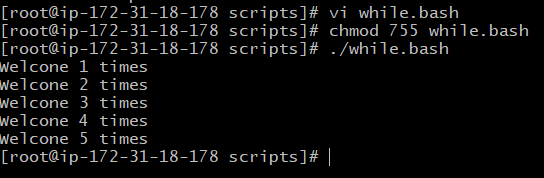 [root@ip-172-31-18-178 scripts]# vi while.bash
[root@ip-172-31-18-178 scripts]# chmod 755 while.bash
[root@ip-172-31-18-178 scripts]# ./while.bash
Welcone 1 times
Welcone 2 times
Welcone 3 times
Welcone 4 times
Welcone 5 times
[root@ip-172-31-18-178 scripts]#